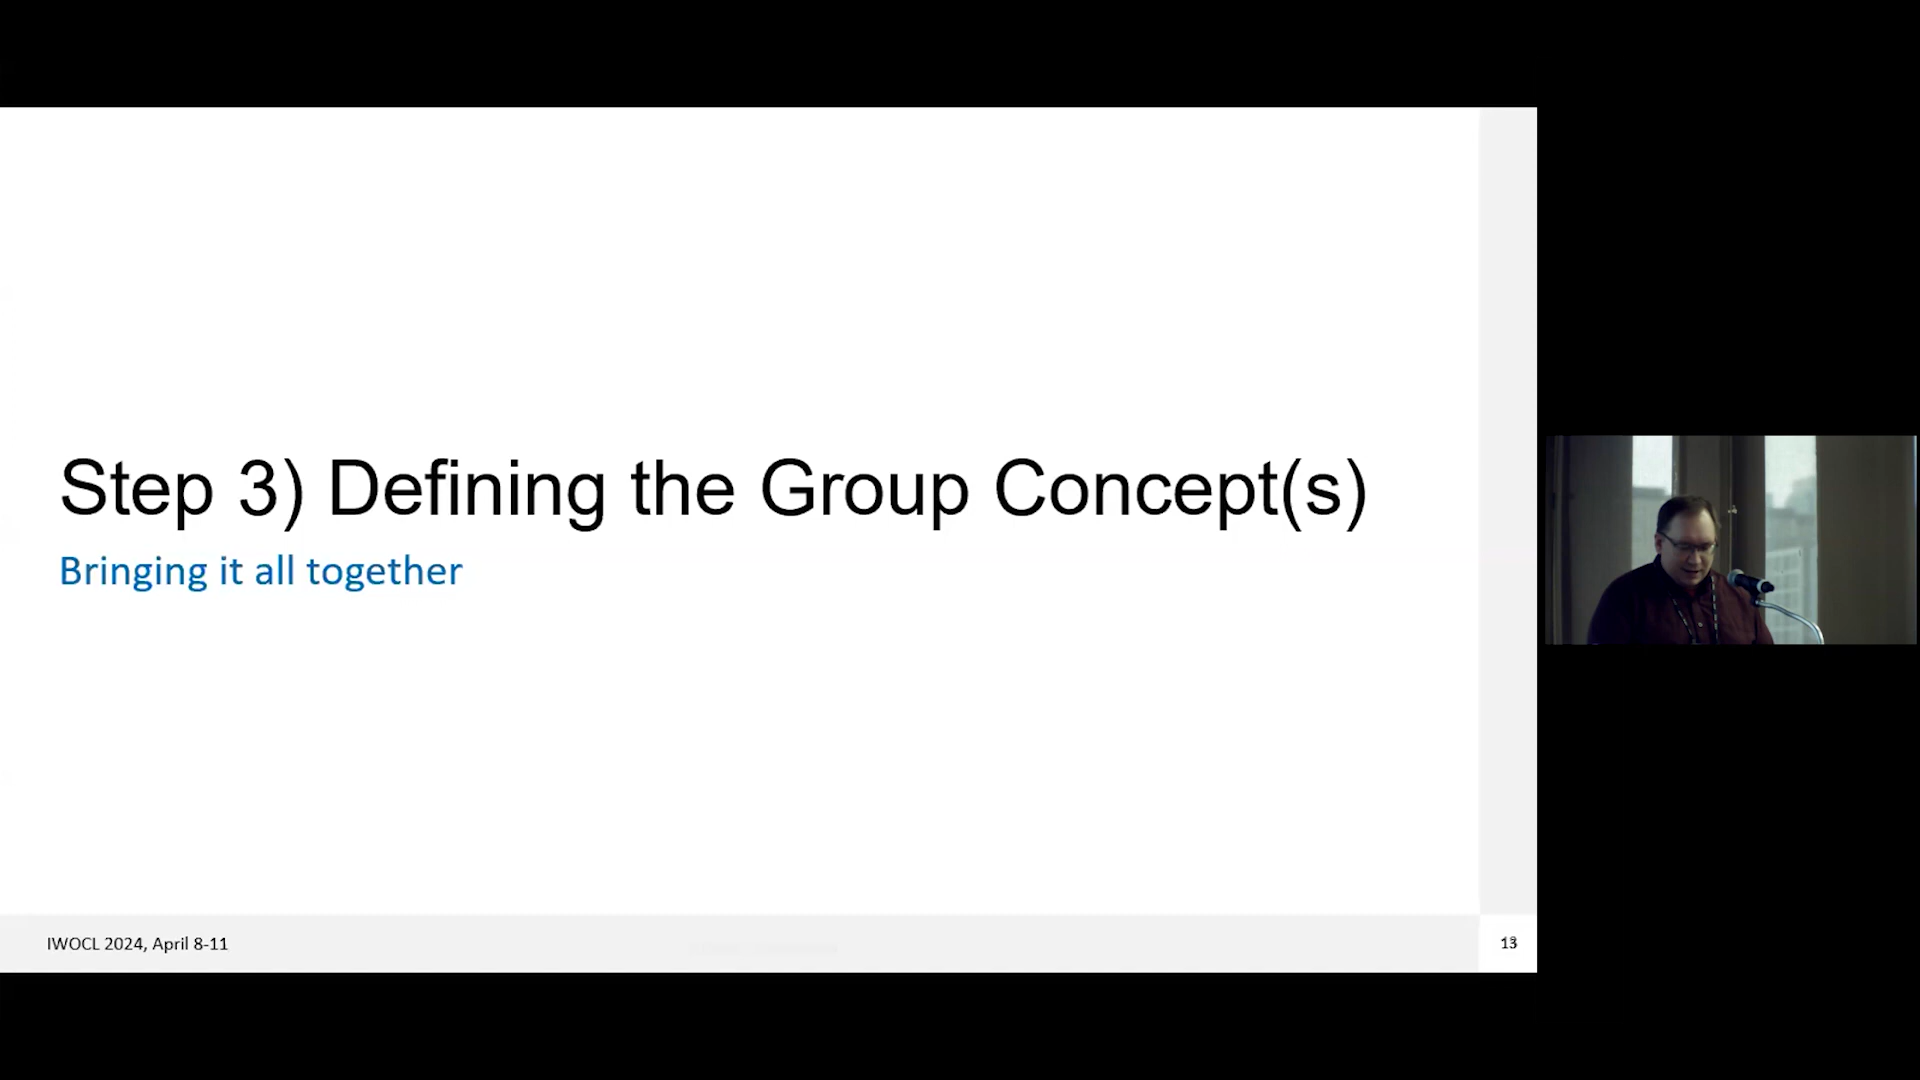 Step 3) Defining the Group Concept(s)
Bringing it all together
IWOCL 2024, April 8-11
13